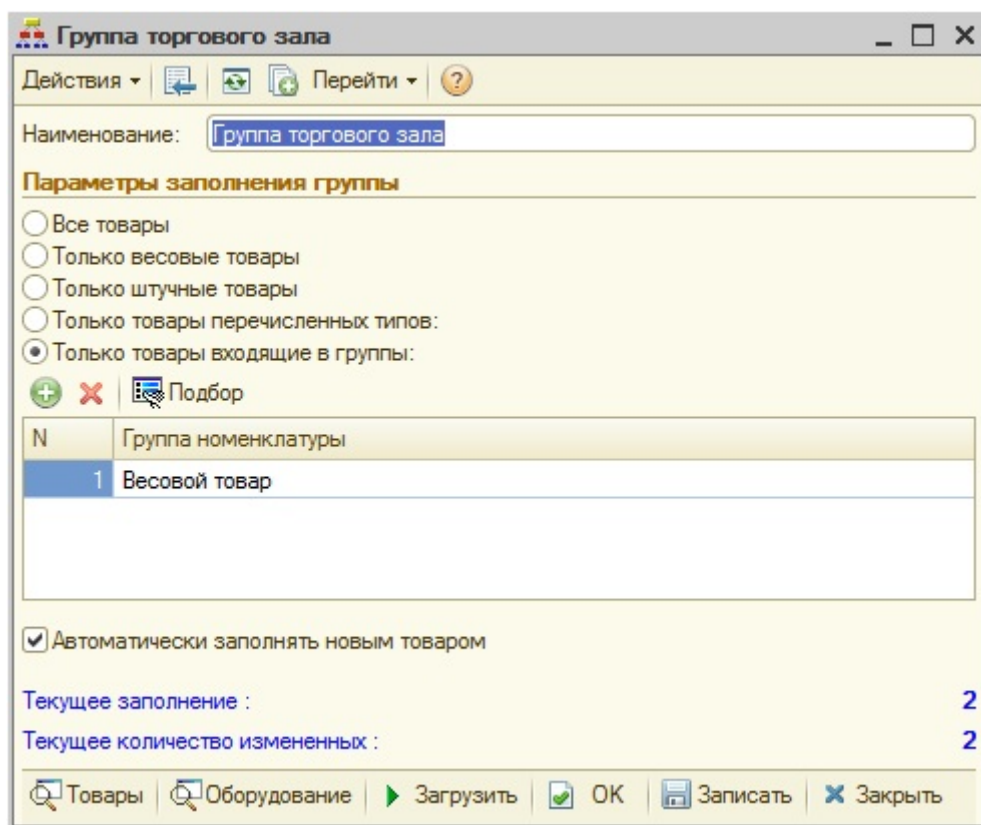 Группа торгового зала
Действия Перейти ?
Наименование: Группа торгового зала
Параметры заполнения группы
Все товары
Только весовые товары
Только штучные товары
Только товары перечисленных типов:
Только товары входящие в группы:
Подбор
N Группа номенклатуры
1 Весовой товар
Автоматически заполнять новым товаром
Текущее заполнение : 2
Текущее количество измененных : 2
Товары Оборудование Загрузить OK Записать Закрыть